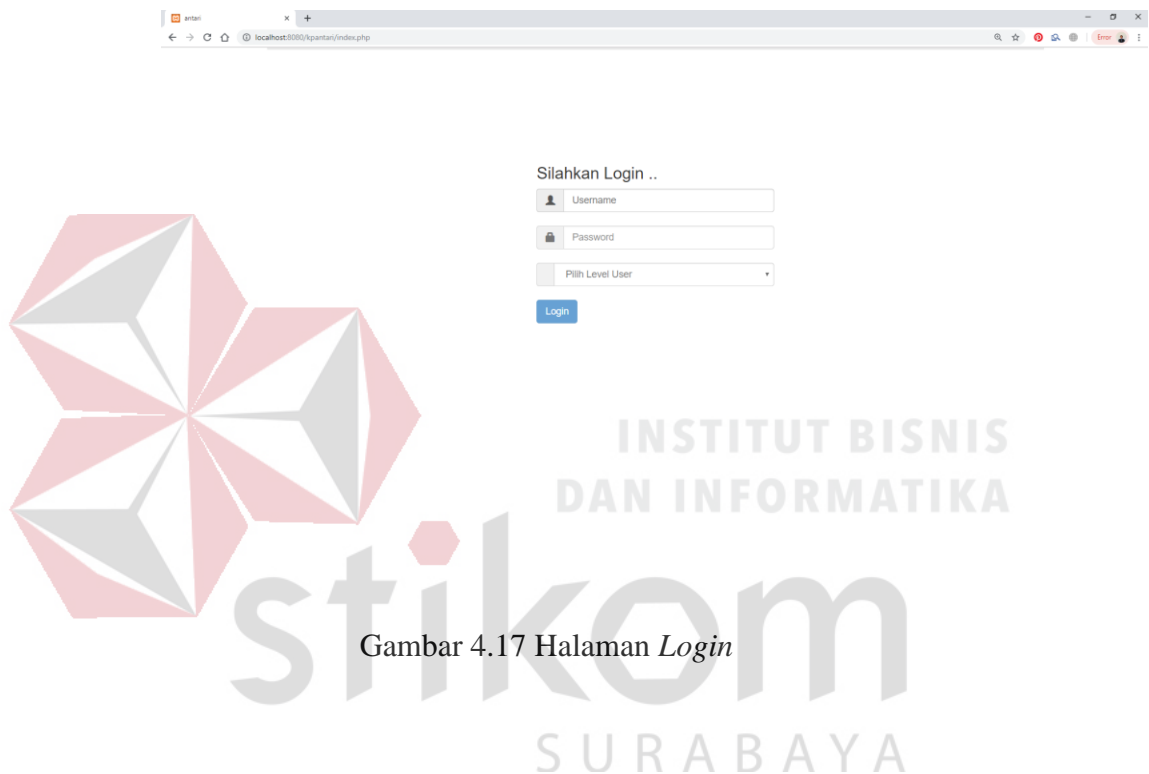 antari
localhost:8080/kpantari/index.php
Error
Silahkan Login ..
Username
Password
Pilih Level User
Login
INSTITUT BISNIS
DAN INFORMATIKA
stikom
Gambar 4.17 Halaman Login
SURABAYA